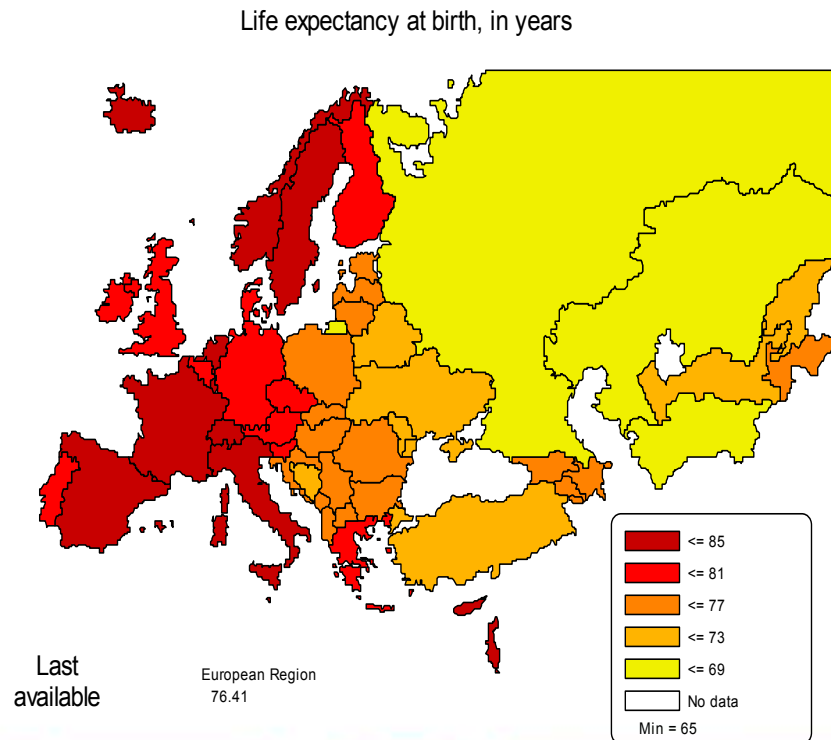 Life expectancy at birth, in years
<= 85
<= 81
<= 77
<= 73
<= 69
No data
Min = 65
Last
available
European Region
76.41